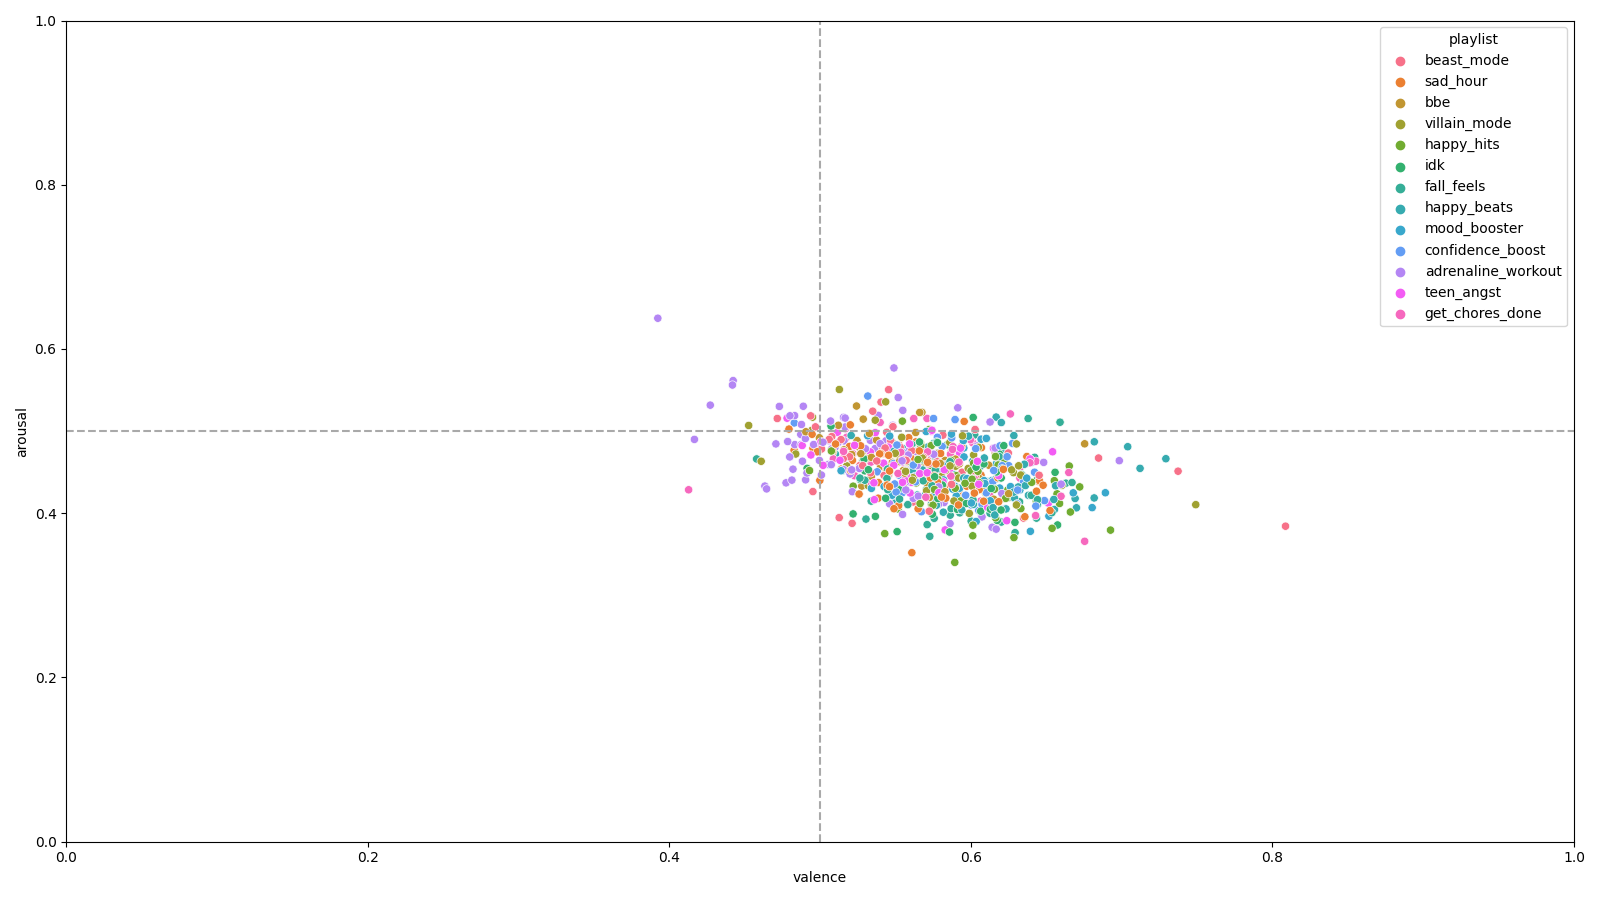 playlist
beast_mode
sad_hour
bbe
villain_mode
happy_hits
idk
fall_feels
happy_beats
mood_booster
confidence_boost
adrenaline_workout
teen_angst
get_chores_done
1.0
0.8
0.6
0.4
0.2
0.0
arousal
0.0 0.2 0.4 0.6 0.8 1.0
valence